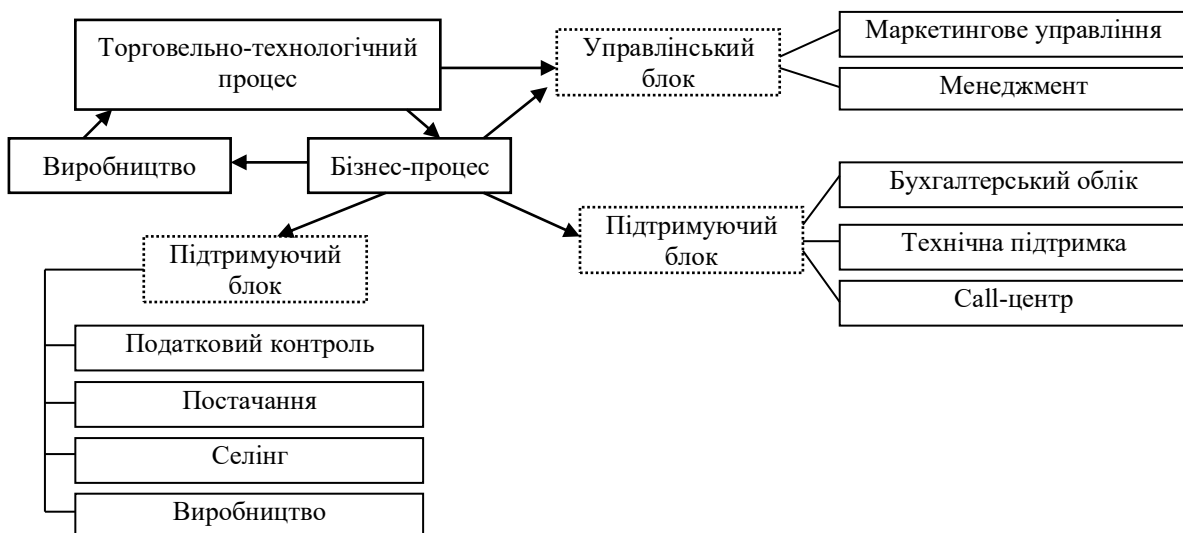 Торговельно-технологічний
процес
Управлінський
блок
Маркетингове управління
Менеджмент
Виробництво
Бізнес-процес
Підтримуючий
блок
Бухгалтерський облік
Технічна підтримка
Call-центр
Підтримуючий
блок
Податковий контроль
Постачання
Селінг
Виробництво